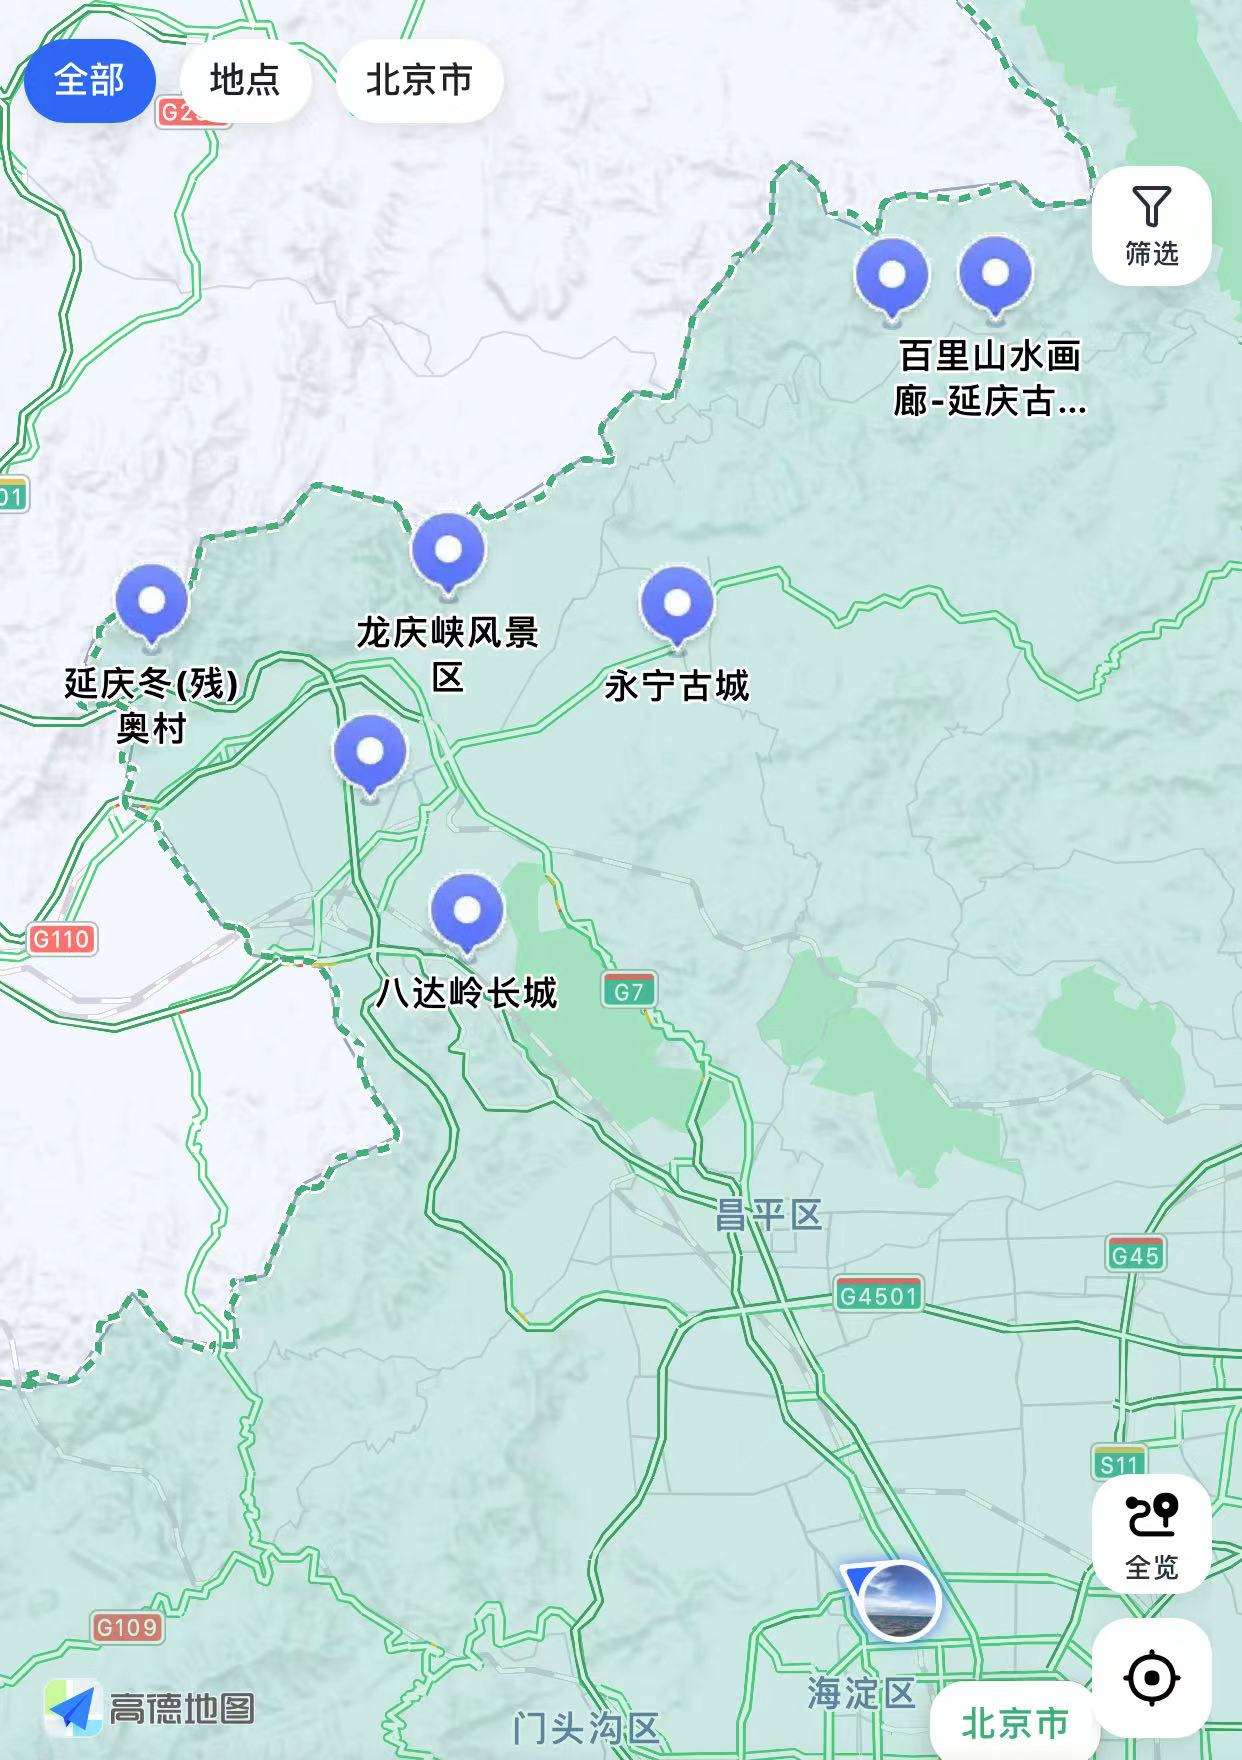 全部
地点
北京市
筛选
百里山水画
廊-延庆古...
01
龙庆峡风景
区
永宁古城
延庆冬(残)
奥村
G110
八达岭长城
G7
昌平区
G45
G4501
S11
全览
G109
高德地图
海淀区
门头沟区
北京市